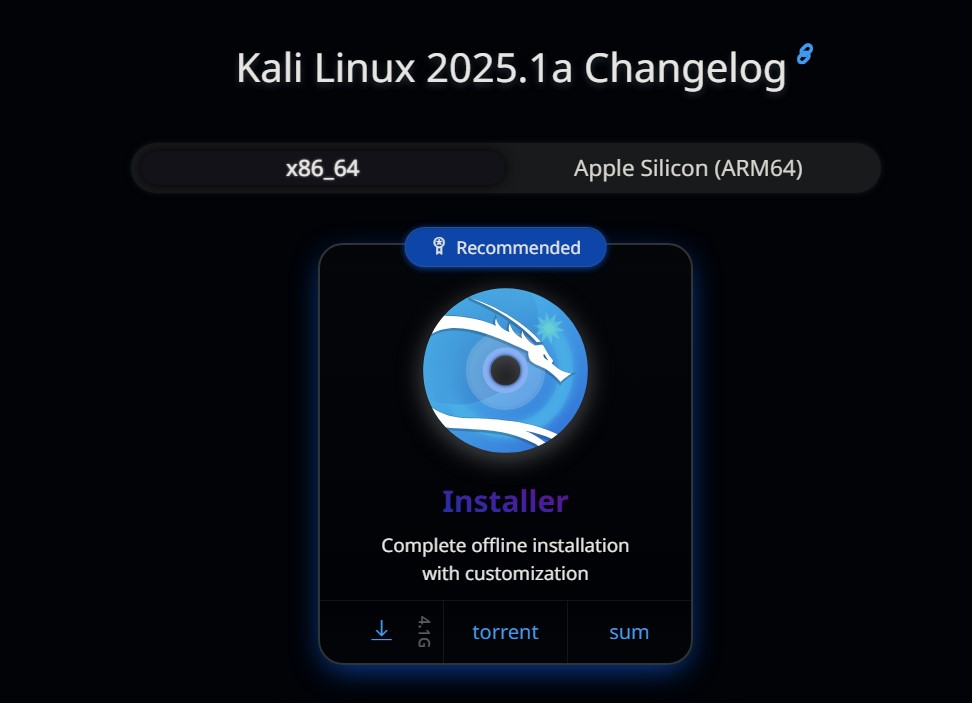 Kali Linux 2025.1a Changelog
x86_64
Apple Silicon (ARM64)
Recommended
Installer
Complete offline installation
with customization
4.1G
torrent
sum